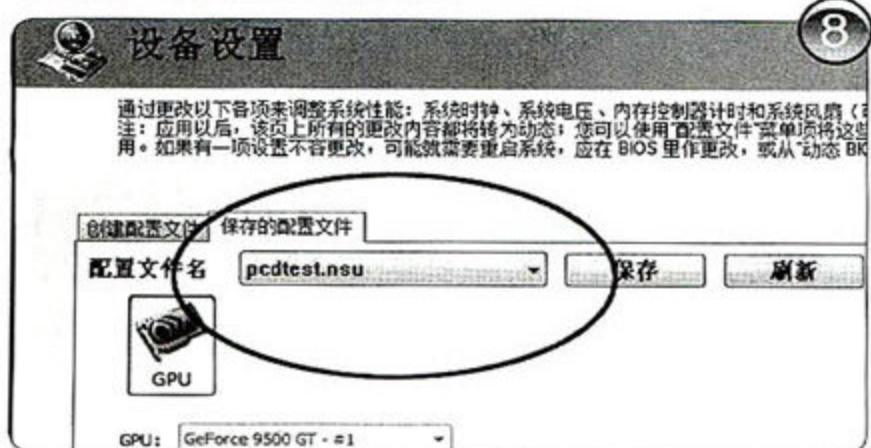 8
设备设置
通过更改以下各项来调整系统性能：系统时钟、系统电压、内存控制器计时和系统风扇（
注：应用以后，该页上所有的更改内容都将转为动态；您可以使用"配置文件"菜单项将这些
用。如果有一项设置不容更改，可能就需要重启系统，应在 BIOS 里作更改，或从"动态 BK
创建配置文件 保存的配置文件
配置文件名 pcdtest.nsu 保存 刷新
GPU
GPU: GeForce 9500 GT - #1